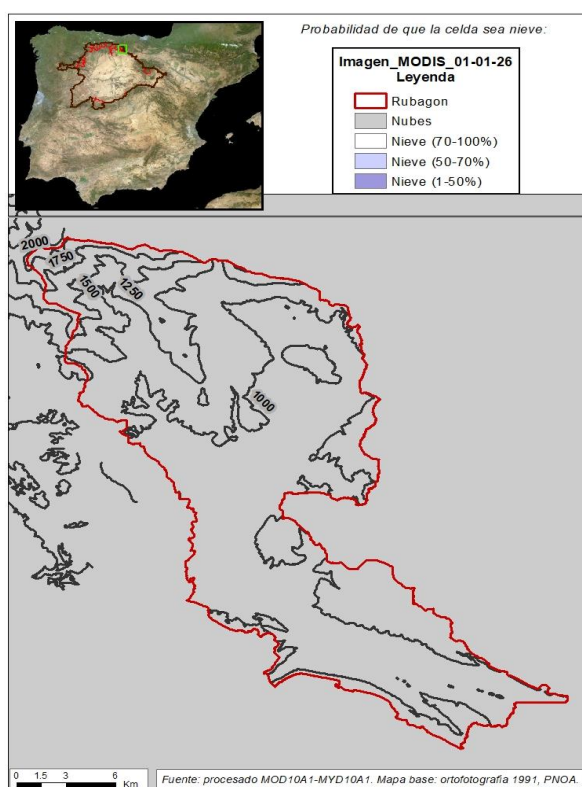 Probabilidad de que la celda sea nieve:
Imagen_MODIS_01-01-26
Leyenda
Rubagon
Nubes
Nieve (70-100%)
Nieve (50-70%)
Nieve (1-50%)
2000
1750
1500
1250
1000
0 1.5 3 6
Km
Fuente: procesado MOD10A1-MYD10A1. Mapa base: ortofotografía 1991, PNOA.